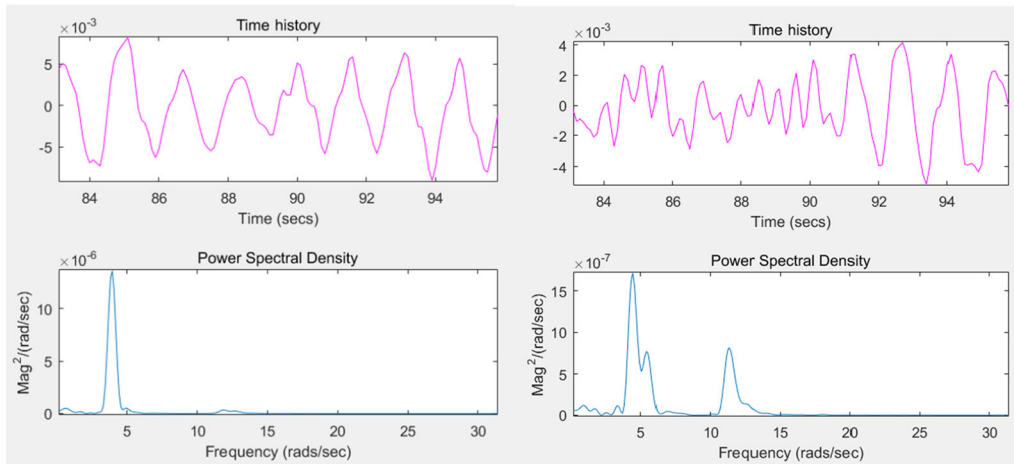 Time history
×10⁻³
5
0
-5
84 86 88 90 92 94
Time (secs)
Power Spectral Density
×10⁻⁶
Mag²/(rad/sec)
10
5
0
5 10 15 20 25 30
Frequency (rads/sec)
Time history
×10⁻³
4
2
0
-2
-4
84 86 88 90 92 94
Time (secs)
Power Spectral Density
×10⁻⁷
Mag²/(rad/sec)
15
10
5
0
5 10 15 20 25 30
Frequency (rads/sec)